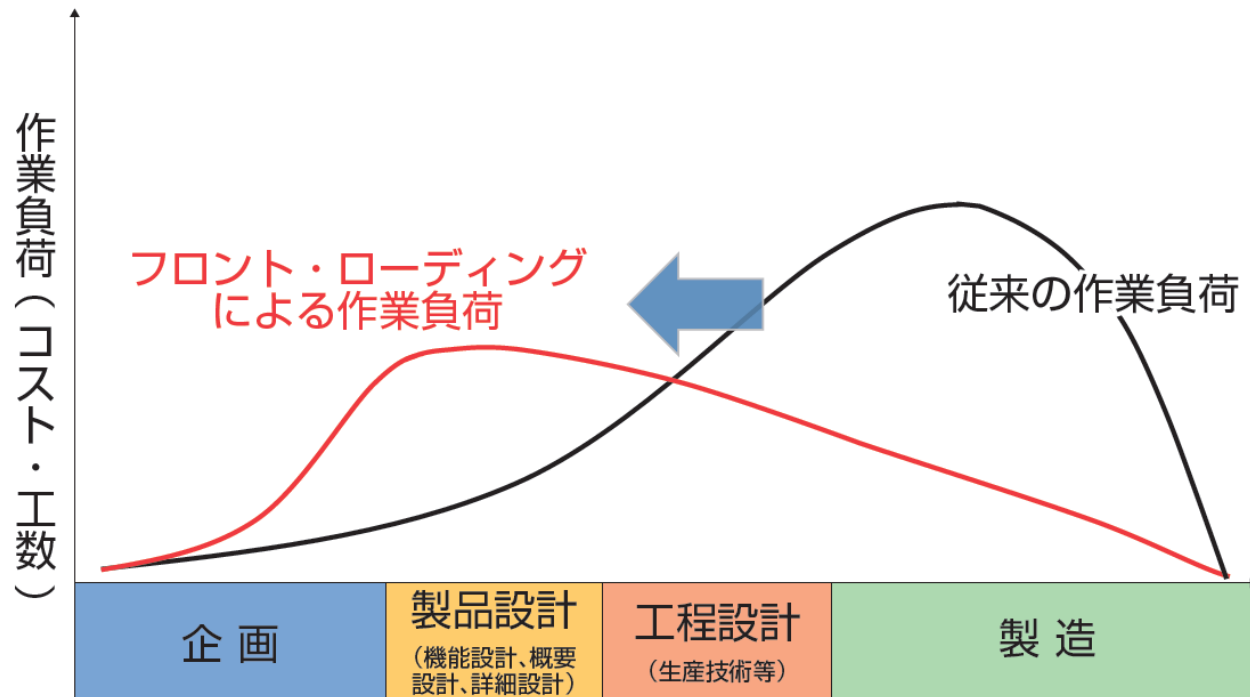 作業負荷（コスト・工数）
フロント・ローディング
による作業負荷
従来の作業負荷
企 画
製品設計
（機能設計、概要
設計、詳細設計）
工程設計
（生産技術等）
製 造